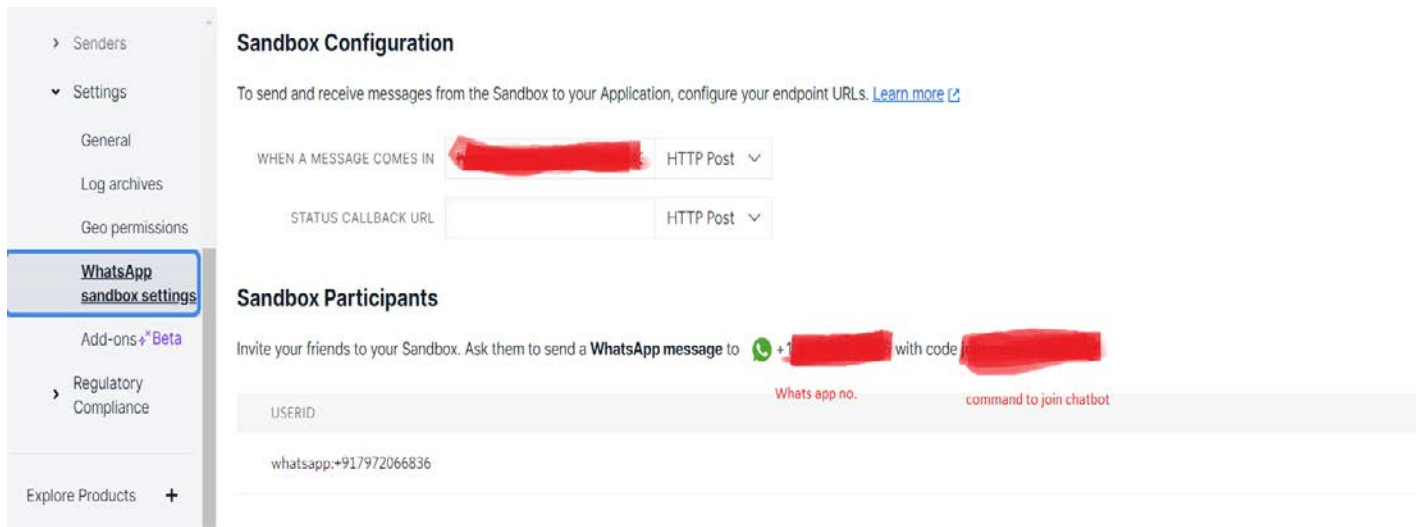 Senders
Settings
General
Log archives
Geo permissions
WhatsApp
sandbox settings
Add-ons Beta
Regulatory
Compliance
Explore Products +
Sandbox Configuration
To send and receive messages from the Sandbox to your Application, configure your endpoint URLs. Learn more
WHEN A MESSAGE COMES IN HTTP Post
STATUS CALLBACK URL HTTP Post
Sandbox Participants
Invite your friends to your Sandbox. Ask them to send a WhatsApp message to +1 with code
Whats app no.
command to join chatbot
USERID
whatsapp:+917972066836